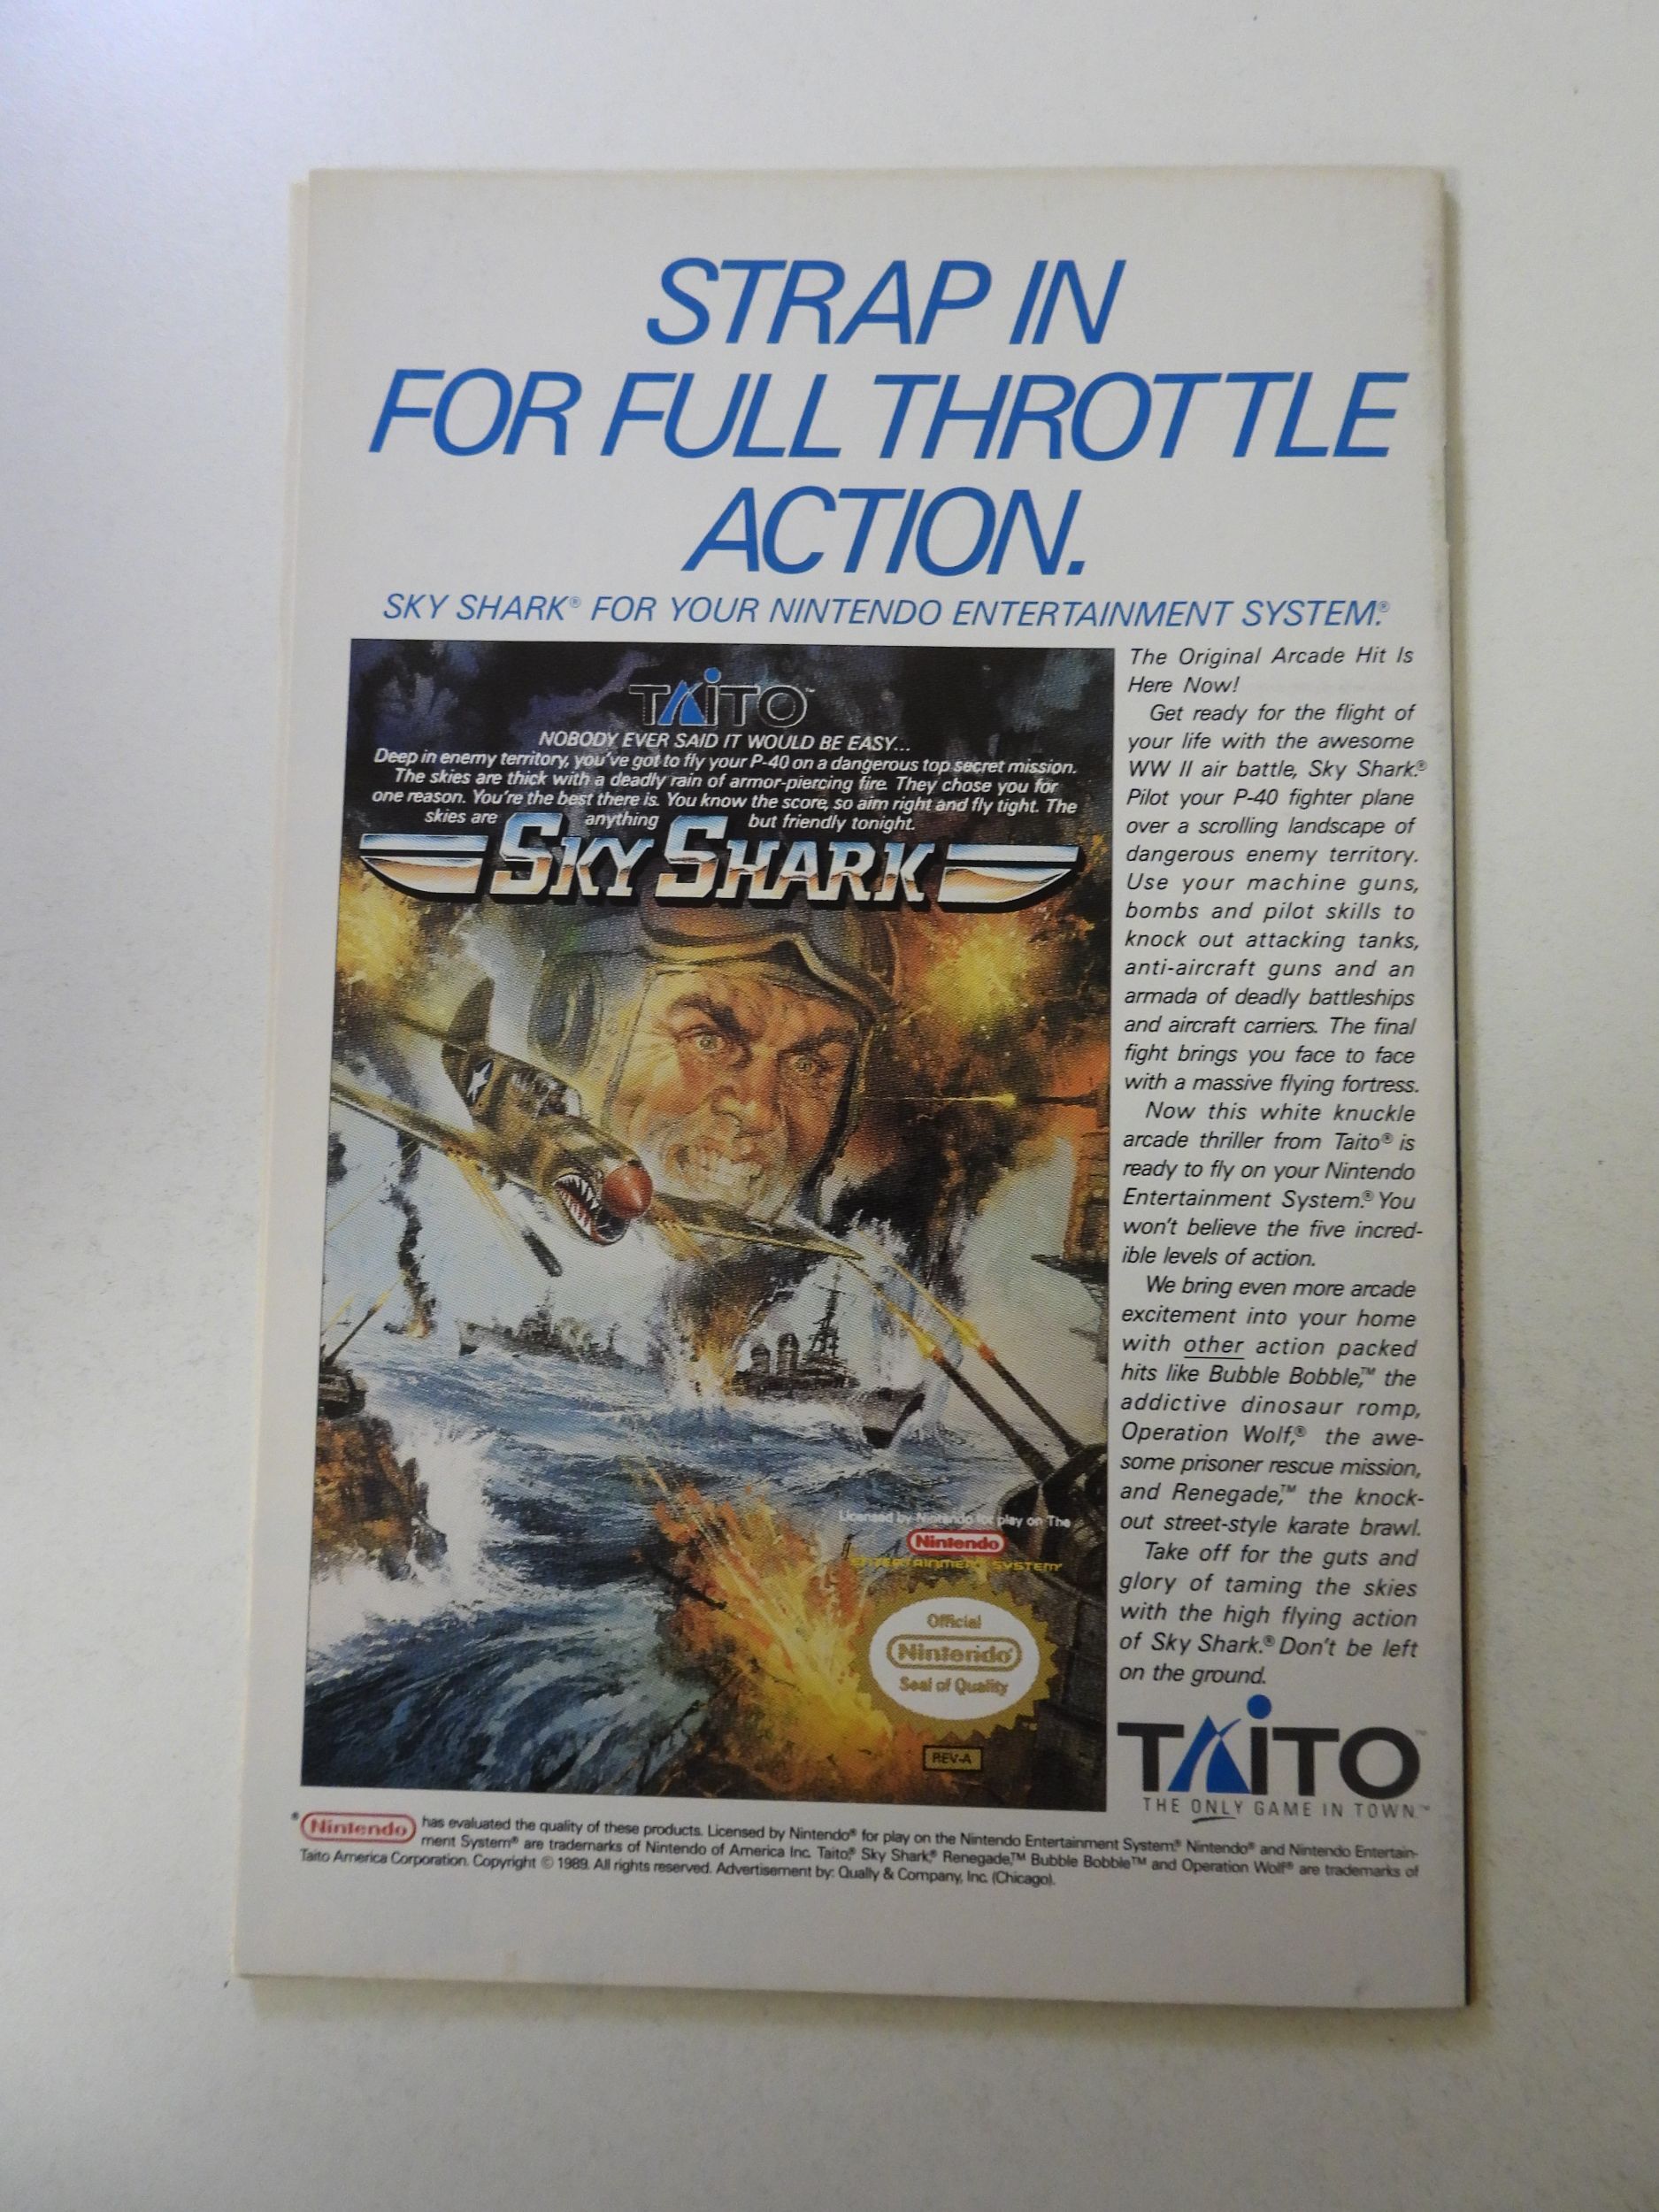 STRAP IN
FOR FULL THROTTLE
ACTION.
SKY SHARK® FOR YOUR NINTENDO ENTERTAINMENT SYSTEM.®
TAITO™
NOBODY EVER SAID IT WOULD BE EASY...
Deep in enemy territory, you've got to fly your P-40 on a dangerous top secret mission.
The skies are thick with a deadly rain of armor-piercing fire. They chose you for
one reason. You're the best there is. You know the score, so aim right and fly tight. The
skies are anything but friendly tonight.
SKY SHARK
Licensed by Nintendo for play on The
Nintendo
ENTERTAINMENT SYSTEM
Official
Nintendo®
Seal of Quality
REV-A
The Original Arcade Hit Is
Here Now!
Get ready for the flight of
your life with the awesome
WW II air battle, Sky Shark.®
Pilot your P-40 fighter plane
over a scrolling landscape of
dangerous enemy territory.
Use your machine guns,
bombs and pilot skills to
knock out attacking tanks,
anti-aircraft guns and an
armada of deadly battleships
and aircraft carriers. The final
fight brings you face to face
with a massive flying fortress.
Now this white knuckle
arcade thriller from Taito® is
ready to fly on your Nintendo
Entertainment System.® You
won't believe the five incred-
ible levels of action.
We bring even more arcade
excitement into your home
with other action packed
hits like Bubble Bobble,™ the
addictive dinosaur romp,
Operation Wolf,® the awe-
some prisoner rescue mission,
and Renegade,™ the knock-
out street-style karate brawl.
Take off for the guts and
glory of taming the skies
with the high flying action
of Sky Shark.® Don't be left
on the ground.
TAITO™
THE ONLY GAME IN TOWN.™
® Nintendo has evaluated the quality of these products. Licensed by Nintendo® for play on the Nintendo Entertainment System.® Nintendo® and Nintendo Entertain-
ment System® are trademarks of Nintendo of America Inc. Taito,® Sky Shark,® Renegade,™ Bubble Bobble™ and Operation Wolf® are trademarks of
Taito America Corporation. Copyright © 1989. All rights reserved. Advertisement by: Qually & Company, Inc. (Chicago).